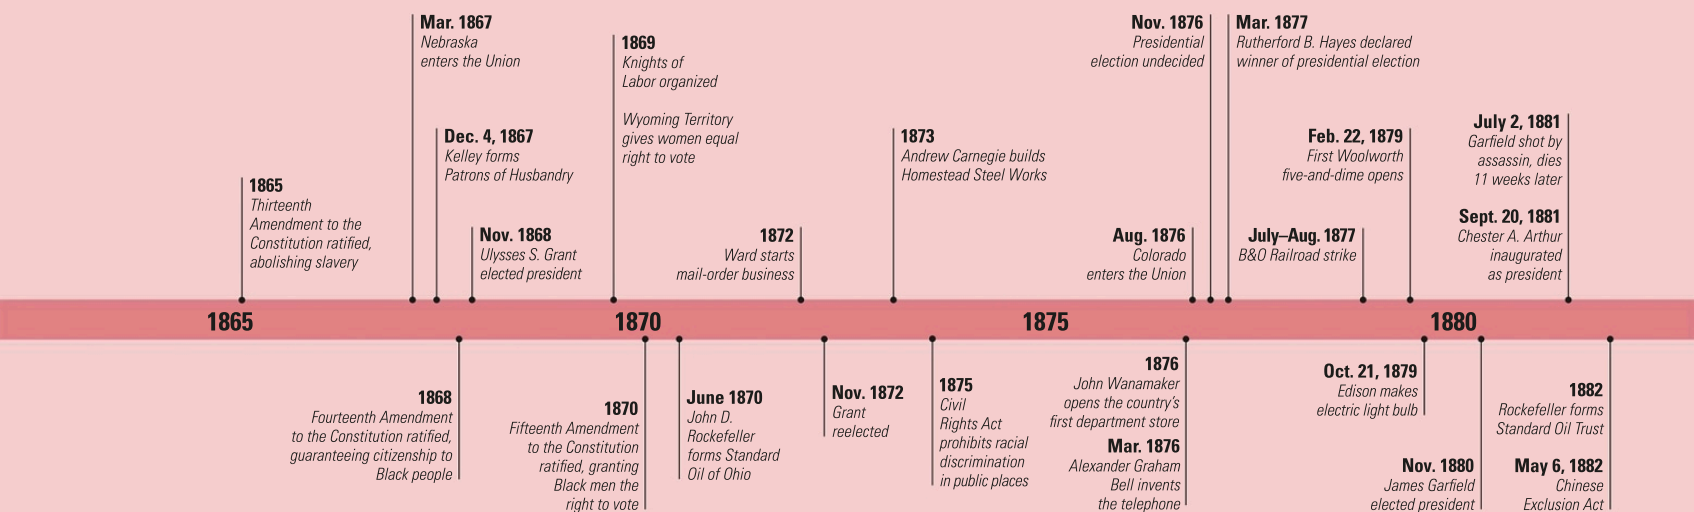 Mar. 1867
Nebraska
enters the Union
Dec. 4, 1867
Kelley forms
Patrons of Husbandry
1865
Thirteenth
Amendment to the
Constitution ratified,
abolishing slavery
Nov. 1868
Ulysses S. Grant
elected president
1869
Knights of
Labor organized
Wyoming Territory
gives women equal
right to vote
1872
Ward starts
mail-order business
1873
Andrew Carnegie builds
Homestead Steel Works
Nov. 1876
Presidential
election undecided
Mar. 1877
Rutherford B. Hayes declared
winner of presidential election
Aug. 1876
Colorado
enters the Union
July–Aug. 1877
B&O Railroad strike
Feb. 22, 1879
First Woolworth
five-and-dime opens
July 2, 1881
Garfield shot by
assassin, dies
11 weeks later
Sept. 20, 1881
Chester A. Arthur
inaugurated
as president
1865
1870
1875
1880
1868
Fourteenth Amendment
to the Constitution ratified,
guaranteeing citizenship to
Black people
1870
Fifteenth Amendment
to the Constitution
ratified, granting
Black men the
right to vote
June 1870
John D.
Rockefeller
forms Standard
Oil of Ohio
Nov. 1872
Grant
reelected
1875
Civil
Rights Act
prohibits racial
discrimination
in public places
1876
John Wanamaker
opens the country's
first department store
Mar. 1876
Alexander Graham
Bell invents
the telephone
Oct. 21, 1879
Edison makes
electric light bulb
Nov. 1880
James Garfield
elected president
1882
Rockefeller forms
Standard Oil Trust
May 6, 1882
Chinese
Exclusion Act